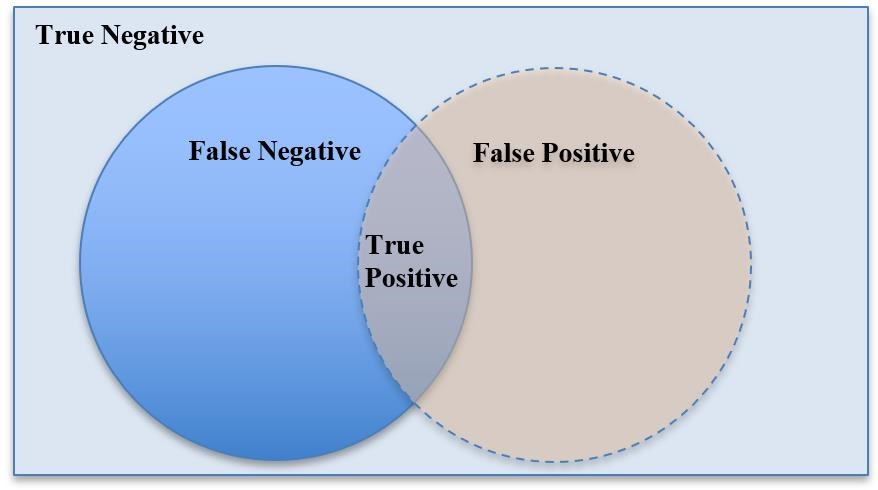 True Negative
False Negative
False Positive
True
Positive